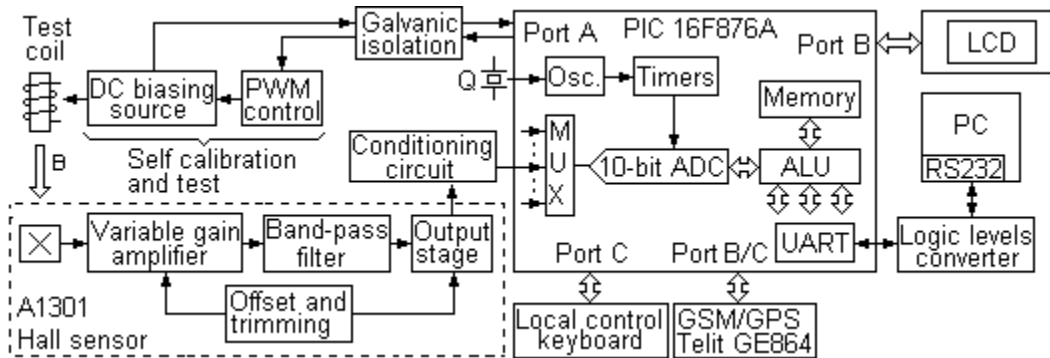 Test
coil
Galvanic
isolation
Port A
PIC 16F876A
Port B
LCD
DC biasing
source
PWM
control
Q
Osc.
Timers
Memory
PC
RS232
Self calibration
and test
B
Conditioning
circuit
M
U
X
10-bit ADC
ALU
UART
Logic levels
converter
Variable gain
amplifier
Band-pass
filter
Output
stage
Port C
Port B/C
A1301
Hall sensor
Offset and
trimming
Local control
keyboard
GSM/GPS
Telit GE864